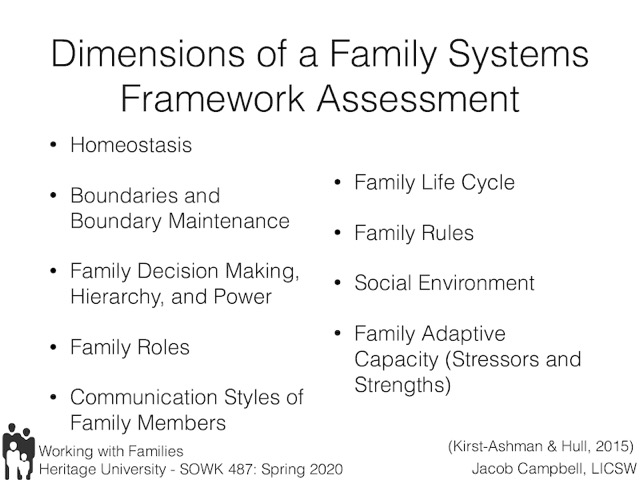 Dimensions of a Family Systems
Framework Assessment
• Homeostasis
• Boundaries and
Boundary Maintenance
• Family Decision Making,
Hierarchy, and Power
• Family Roles
• Communication Styles of
Family Members
• Family Life Cycle
• Family Rules
• Social Environment
• Family Adaptive
Capacity (Stressors and
Strengths)
Working with Families
Heritage University - SOWK 487: Spring 2020
(Kirst-Ashman & Hull, 2015)
Jacob Campbell, LICSW